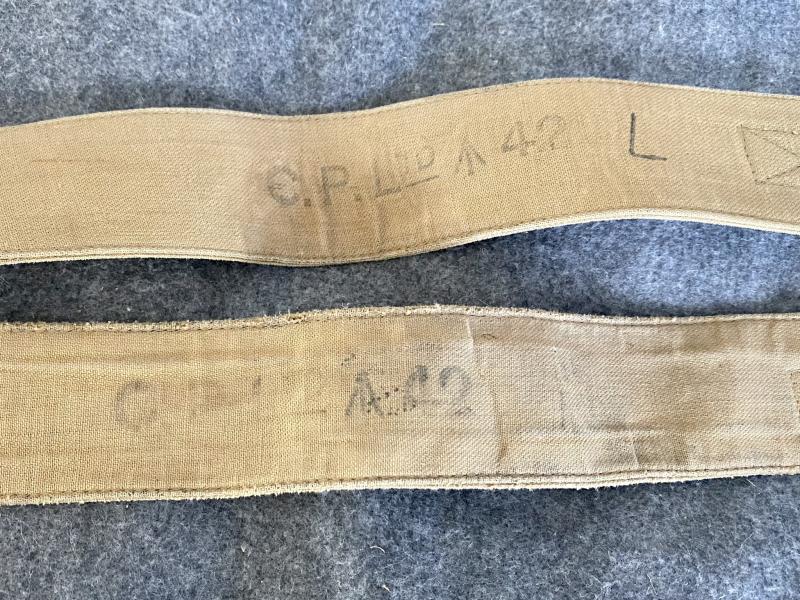 C.P. LTD ↑ 42 L
C P ↑ 42